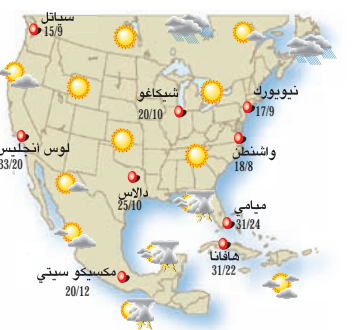 سياتل
15/9
شيكاغو
20/10
نيويورك
17/9
واشنطن
18/8
لوس أنجليس
33/20
دالاس
25/10
ميامي
31/24
هافانا
31/22
مكسيكو سيتي
20/12